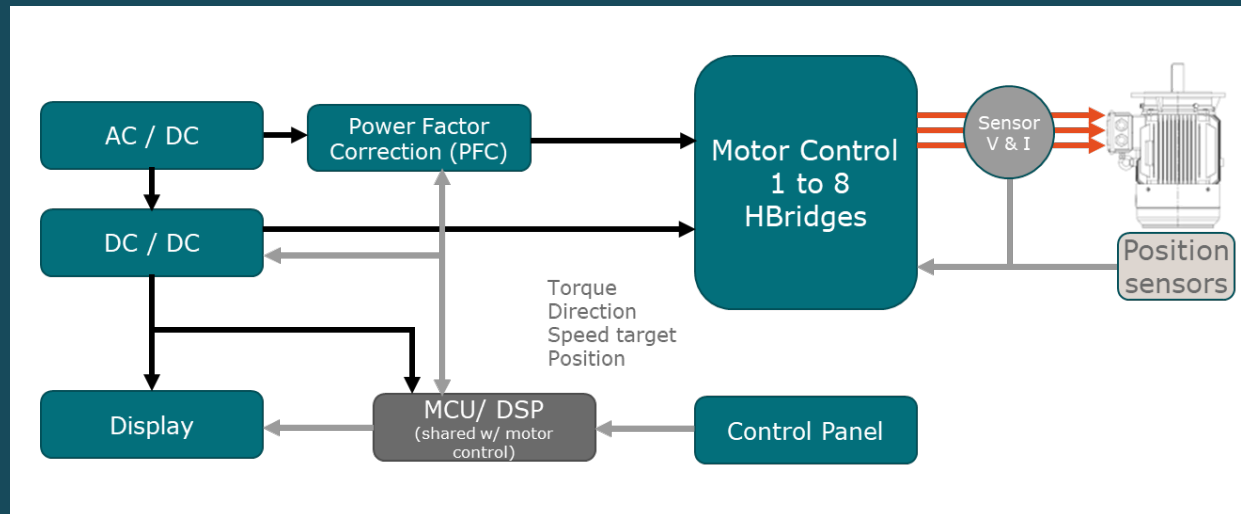 AC / DC
Power Factor
Correction (PFC)
Motor Control
1 to 8
HBridges
Sensor
V & I
DC / DC
Position
sensors
Torque
Direction
Speed target
Position
Display
MCU/ DSP
(shared w/ motor
control)
Control Panel